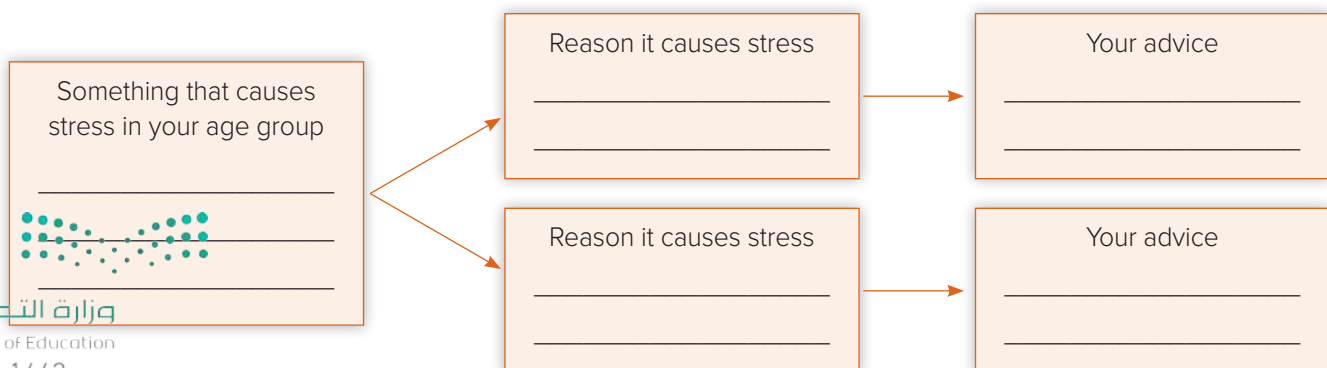 Something that causes
stress in your age group
Reason it causes stress
Your advice
Reason it causes stress
Your advice
وزارة
of Education